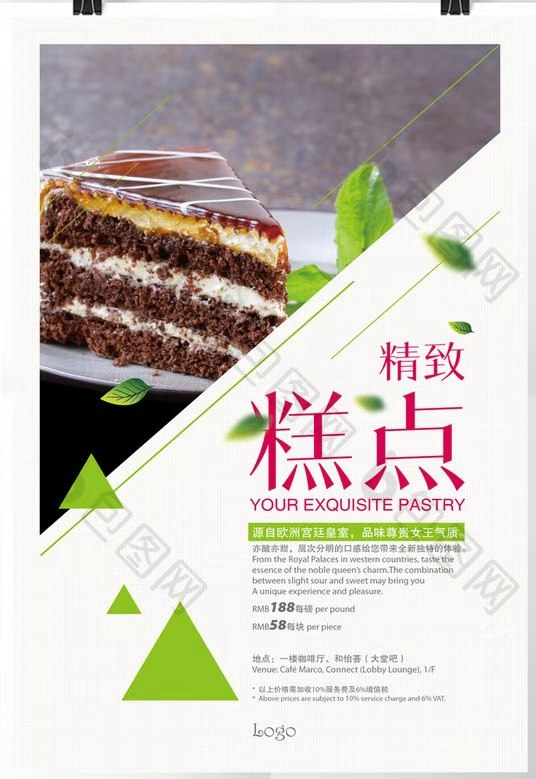 精致
糕点
YOUR EXQUISITE PASTRY
源自欧洲宫廷皇室，品味尊贵女王气质。
亦酸亦甜，层次分明的口感给您带来全新独特的体验。
From the Royal Palaces in western countries, taste the
essence of the noble queen's charm.The combination
between slight sour and sweet may bring you
A unique experience and pleasure.
RMB188每磅 per pound
RMB58每块 per piece
地点：一楼咖啡厅、和怡荟（大堂吧）
Venue: Café Marco, Connect (Lobby Lounge), 1/F
* 以上价格需加收10%服务费及6%增值税
* Above prices are subject to 10% service charge and 6% VAT.
Logo
包图网